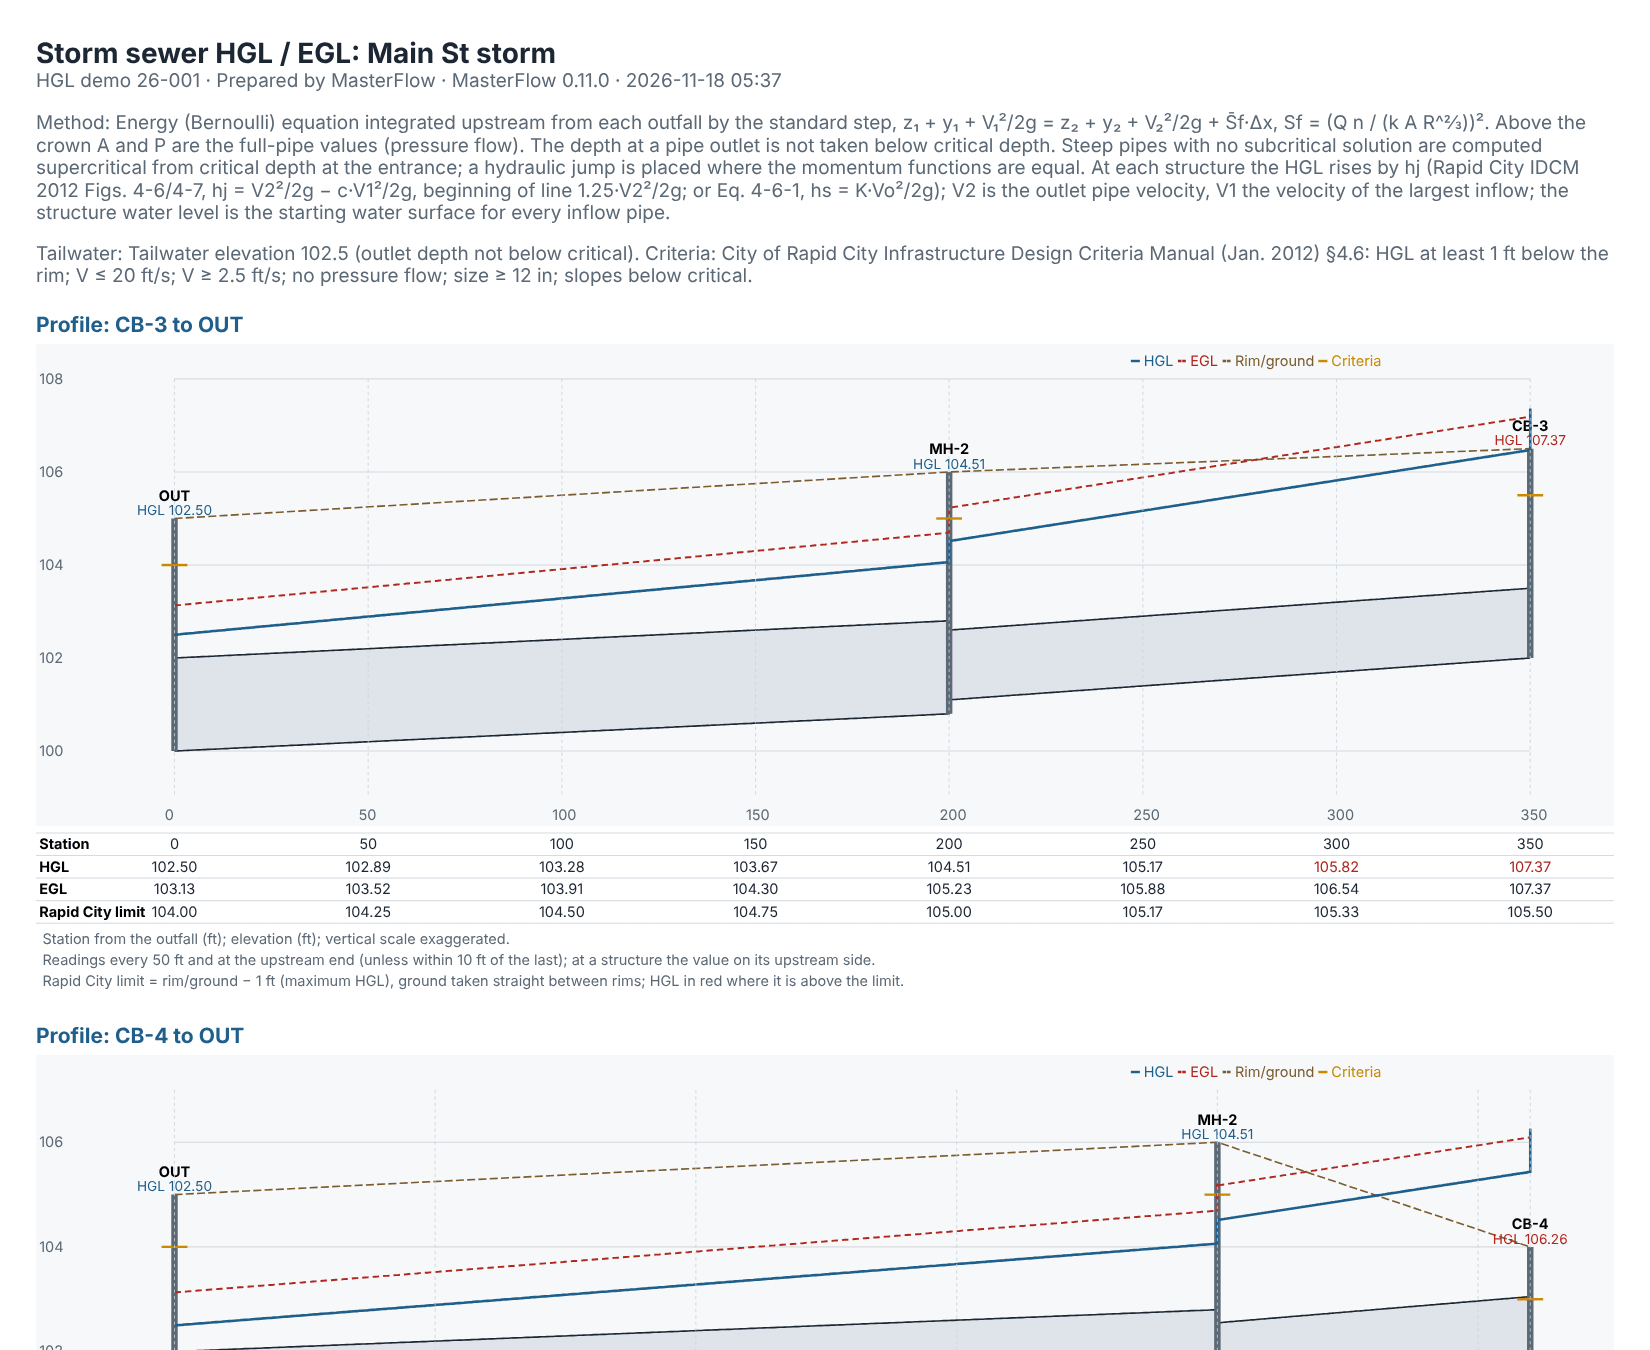 Storm sewer HGL / EGL: Main St storm
HGL demo 26-001 · Prepared by MasterFlow · MasterFlow 0.11.0 · 2026-11-18 05:37
Method: Energy (Bernoulli) equation integrated upstream from each outfall by the standard step, z₁ + y₁ + V₁²/2g = z₂ + y₂ + V₂²/2g + S̄f·Δx, Sf = (Q n / (k A R^⅔))². Above the
crown A and P are the full-pipe values (pressure flow). The depth at a pipe outlet is not taken below critical depth. Steep pipes with no subcritical solution are computed
supercritical from critical depth at the entrance; a hydraulic jump is placed where the momentum functions are equal. At each structure the HGL rises by hj (Rapid City IDCM
2012 Figs. 4-6/4-7, hj = V2²/2g − c·V1²/2g, beginning of line 1.25·V2²/2g; or Eq. 4-6-1, hs = K·Vo²/2g); V2 is the outlet pipe velocity, V1 the velocity of the largest inflow; the
structure water level is the starting water surface for every inflow pipe.
Tailwater: Tailwater elevation 102.5 (outlet depth not below critical). Criteria: City of Rapid City Infrastructure Design Criteria Manual (Jan. 2012) §4.6: HGL at least 1 ft below the
rim; V ≤ 20 ft/s; V ≥ 2.5 ft/s; no pressure flow; size ≥ 12 in; slopes below critical.
Profile: CB-3 to OUT
HGL EGL Rim/ground Criteria
108
CB-3
HGL 107.37
MH-2
HGL 104.51
106
OUT
HGL 102.50
104
102
100
0 50 100 150 200 250 300 350
Station 0 50 100 150 200 250 300 350
HGL 102.50 102.89 103.28 103.67 104.51 105.17 105.82 107.37
EGL 103.13 103.52 103.91 104.30 105.23 105.88 106.54 107.37
Rapid City limit 104.00 104.25 104.50 104.75 105.00 105.17 105.33 105.50
Station from the outfall (ft); elevation (ft); vertical scale exaggerated.
Readings every 50 ft and at the upstream end (unless within 10 ft of the last); at a structure the value on its upstream side.
Rapid City limit = rim/ground − 1 ft (maximum HGL), ground taken straight between rims; HGL in red where it is above the limit.
Profile: CB-4 to OUT
HGL EGL Rim/ground Criteria
MH-2
HGL 104.51
106
OUT
HGL 102.50
CB-4
HGL 106.26
104
102